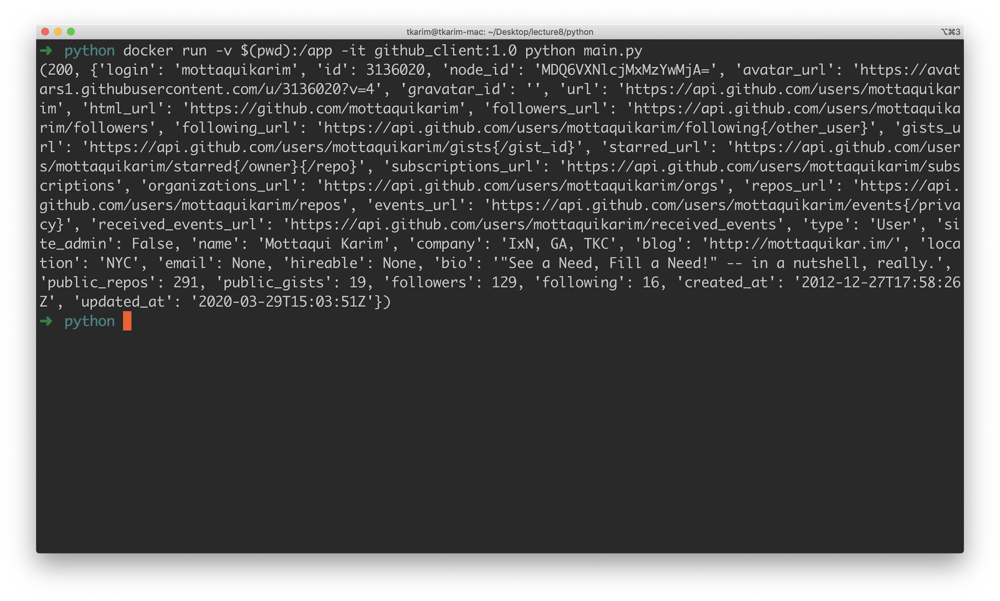 tkarim@tkarim-mac: ~/Desktop/lecture8/python
⌥⌘3
➜ python docker run -v $(pwd):/app -it github_client:1.0 python main.py
(200, {'login': 'mottaquikarim', 'id': 3136020, 'node_id': 'MDQ6VXNlcjMxMzYwMjA=', 'avatar_url': 'https://avat
ars1.githubusercontent.com/u/3136020?v=4', 'gravatar_id': '', 'url': 'https://api.github.com/users/mottaquikar
im', 'html_url': 'https://github.com/mottaquikarim', 'followers_url': 'https://api.github.com/users/mottaquika
rim/followers', 'following_url': 'https://api.github.com/users/mottaquikarim/following{/other_user}', 'gists_u
rl': 'https://api.github.com/users/mottaquikarim/gists{/gist_id}', 'starred_url': 'https://api.github.com/user
s/mottaquikarim/starred{/owner}{/repo}', 'subscriptions_url': 'https://api.github.com/users/mottaquikarim/subs
criptions', 'organizations_url': 'https://api.github.com/users/mottaquikarim/orgs', 'repos_url': 'https://api.
github.com/users/mottaquikarim/repos', 'events_url': 'https://api.github.com/users/mottaquikarim/events{/priva
cy}', 'received_events_url': 'https://api.github.com/users/mottaquikarim/received_events', 'type': 'User', 'si
te_admin': False, 'name': 'Mottaqui Karim', 'company': 'IxN, GA, TKC', 'blog': 'http://mottaquikar.im/', 'loca
tion': 'NYC', 'email': None, 'hireable': None, 'bio': '"See a Need, Fill a Need!" -- in a nutshell, really.',
'public_repos': 291, 'public_gists': 19, 'followers': 129, 'following': 16, 'created_at': '2012-12-27T17:58:26
Z', 'updated_at': '2020-03-29T15:03:51Z'})
➜ python